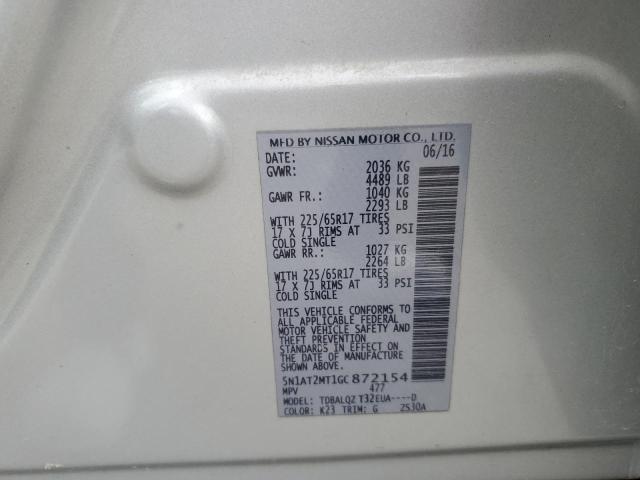 MFD BY NISSAN MOTOR CO., LTD.
DATE: 06/16
GVWR: 2036 KG
4489 LB
GAWR FR.: 1040 KG
2293 LB
WITH 225/65R17 TIRES
17 X 7J RIMS AT 33 PSI
COLD SINGLE
GAWR RR.: 1027 KG
2264 LB
WITH 225/65R17 TIRES
17 X 7J RIMS AT 33 PSI
COLD SINGLE
THIS VEHICLE CONFORMS TO
ALL APPLICABLE FEDERAL
MOTOR VEHICLE SAFETY AND
THEFT PREVENTION
STANDARDS IN EFFECT ON
THE DATE OF MANUFACTURE
SHOWN ABOVE.
5N1AT2MT1GC872154
MPV 477
MODEL: TDBALQZ T32EUA----D
COLOR: K23 TRIM: G 2530A